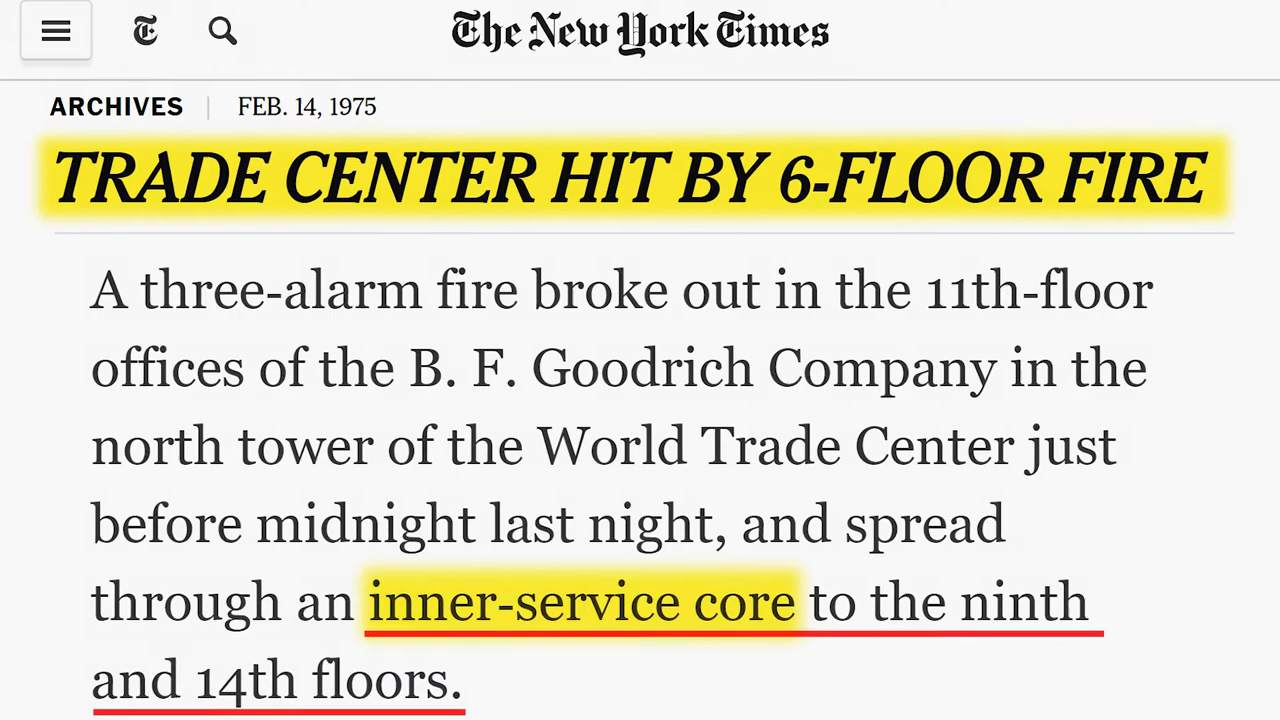 The New York Times
ARCHIVES | FEB. 14, 1975
TRADE CENTER HIT BY 6-FLOOR FIRE
A three-alarm fire broke out in the 11th-floor
offices of the B. F. Goodrich Company in the
north tower of the World Trade Center just
before midnight last night, and spread
through an inner-service core to the ninth
and 14th floors.